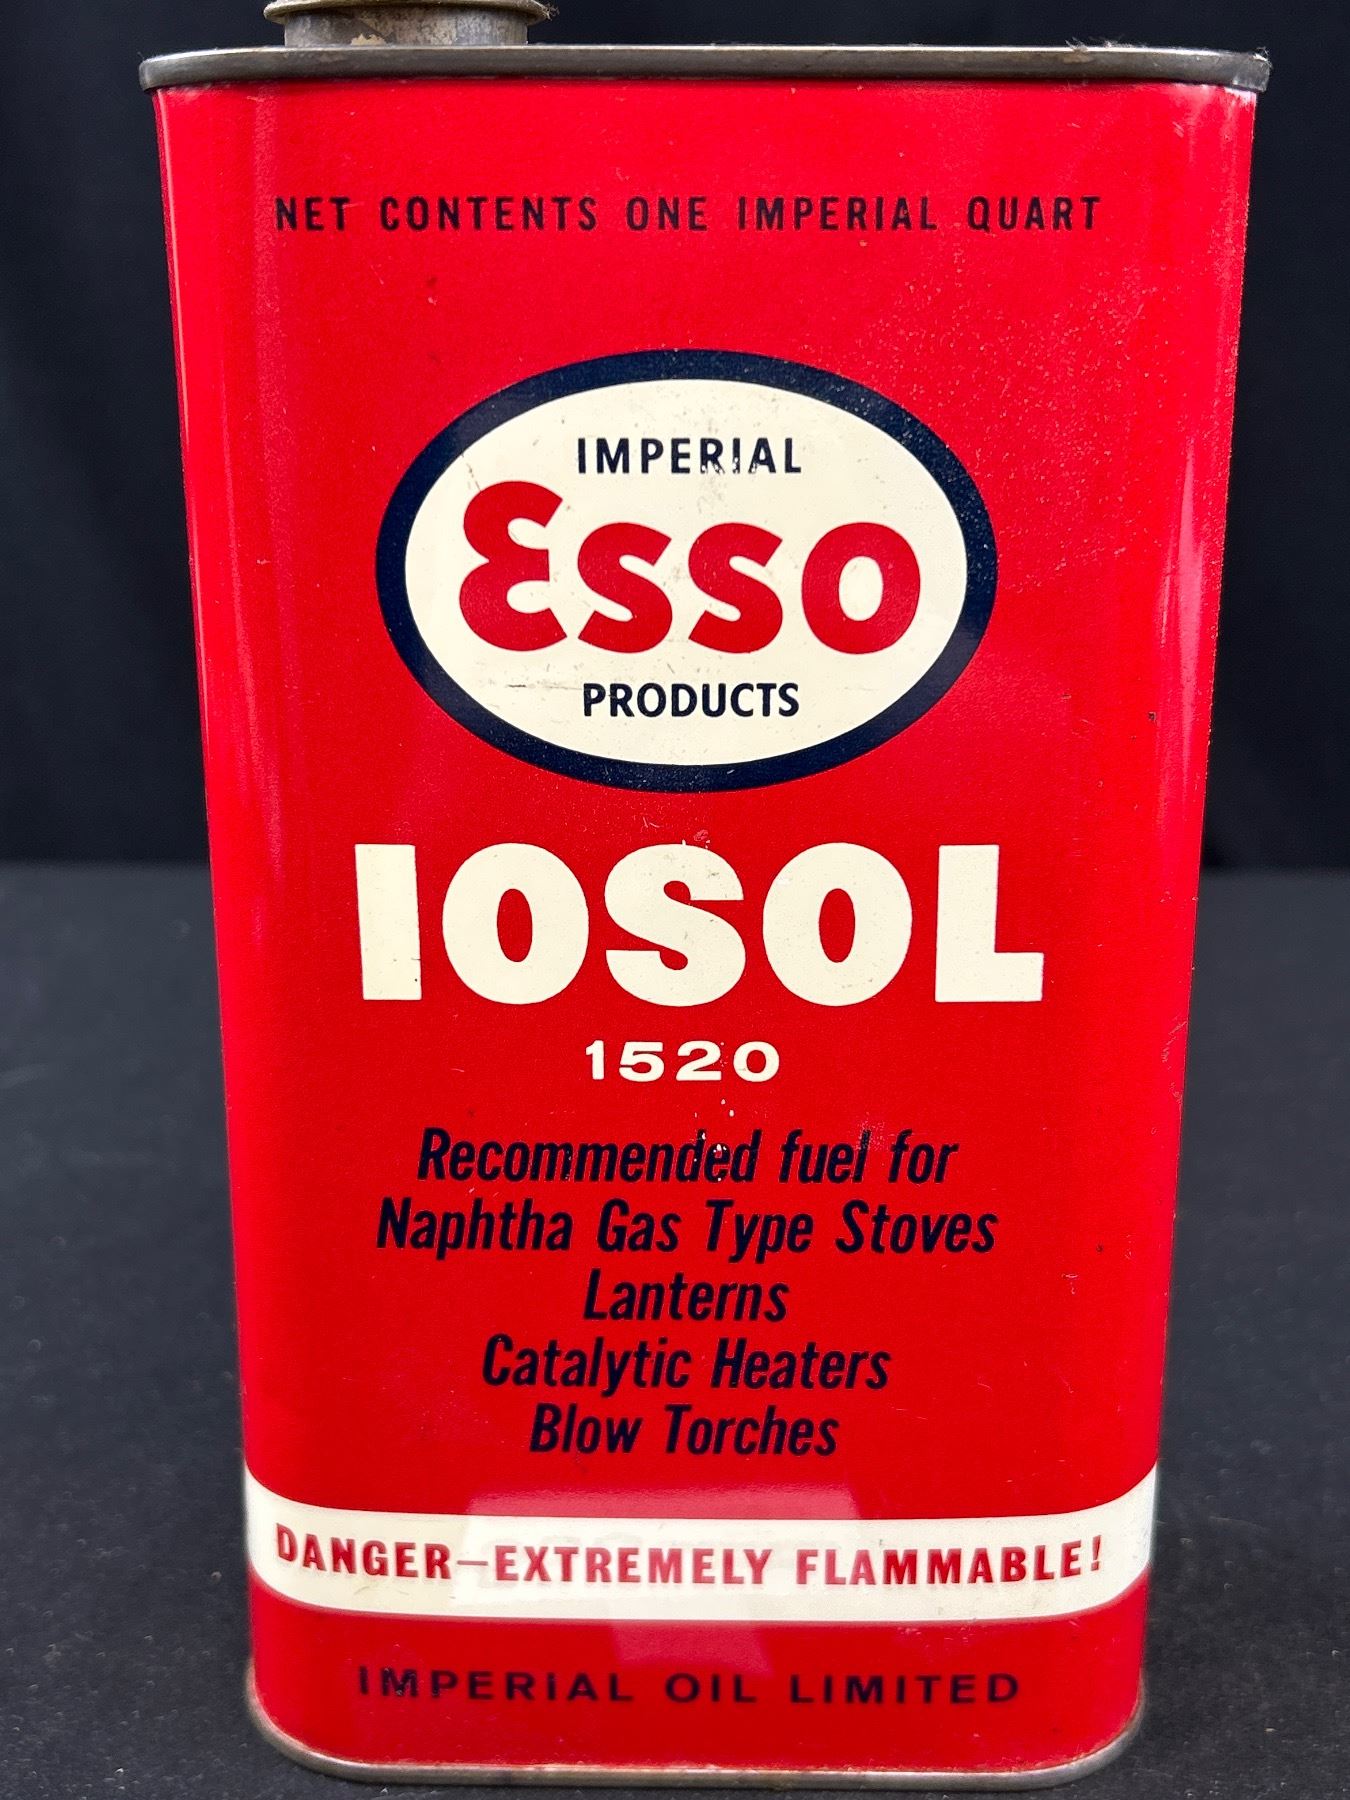 NET CONTENTS ONE IMPERIAL QUART
IMPERIAL
Esso
PRODUCTS
IOSOL
1520
Recommended fuel for
Naphtha Gas Type Stoves
Lanterns
Catalytic Heaters
Blow Torches
DANGER—EXTREMELY FLAMMABLE!
IMPERIAL OIL LIMITED